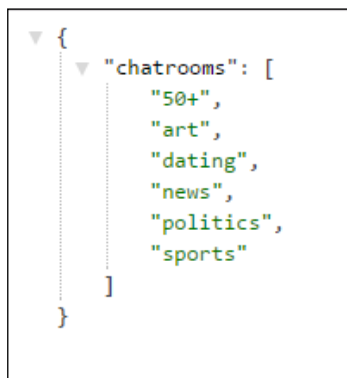 {
"chatrooms": [
"50+",
"art",
"dating",
"news",
"politics",
"sports"
]
}